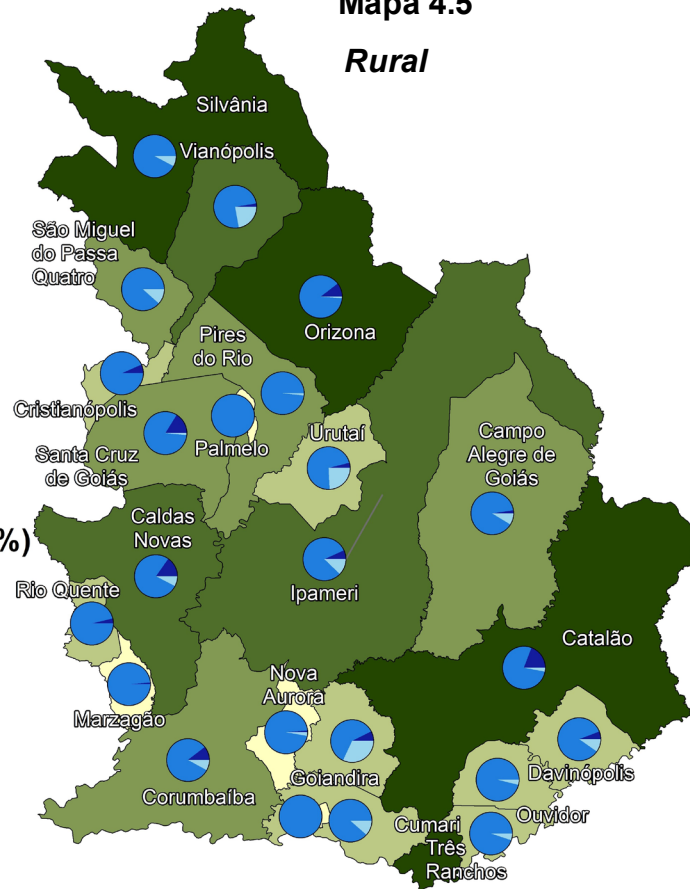 Mapa 4.5
Rural
Silvânia
Vianópolis
São Miguel
do Passa
Quatro
Orizona
Pires
do Rio
Cristianópolis
Santa Cruz
de Goiás
Palmelo
Urutaí
Campo
Alegre de
Goiás
Caldas
Novas
%)
Rio Quente
Ipameri
Catalão
Nova
Aurora
Marzagão
Goiandira
Davinópolis
Corumbaíba
Ouvidor
Cumari
Três
Ranchos